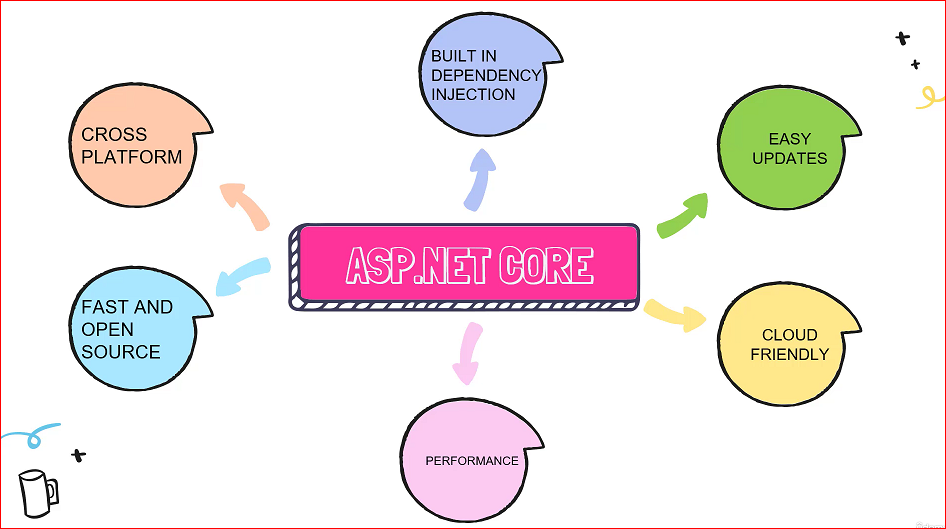 BUILT IN
DEPENDENCY
INJECTION
CROSS
PLATFORM
EASY
UPDATES
ASP.NET CORE
FAST AND
OPEN
SOURCE
CLOUD
FRIENDLY
PERFORMANCE